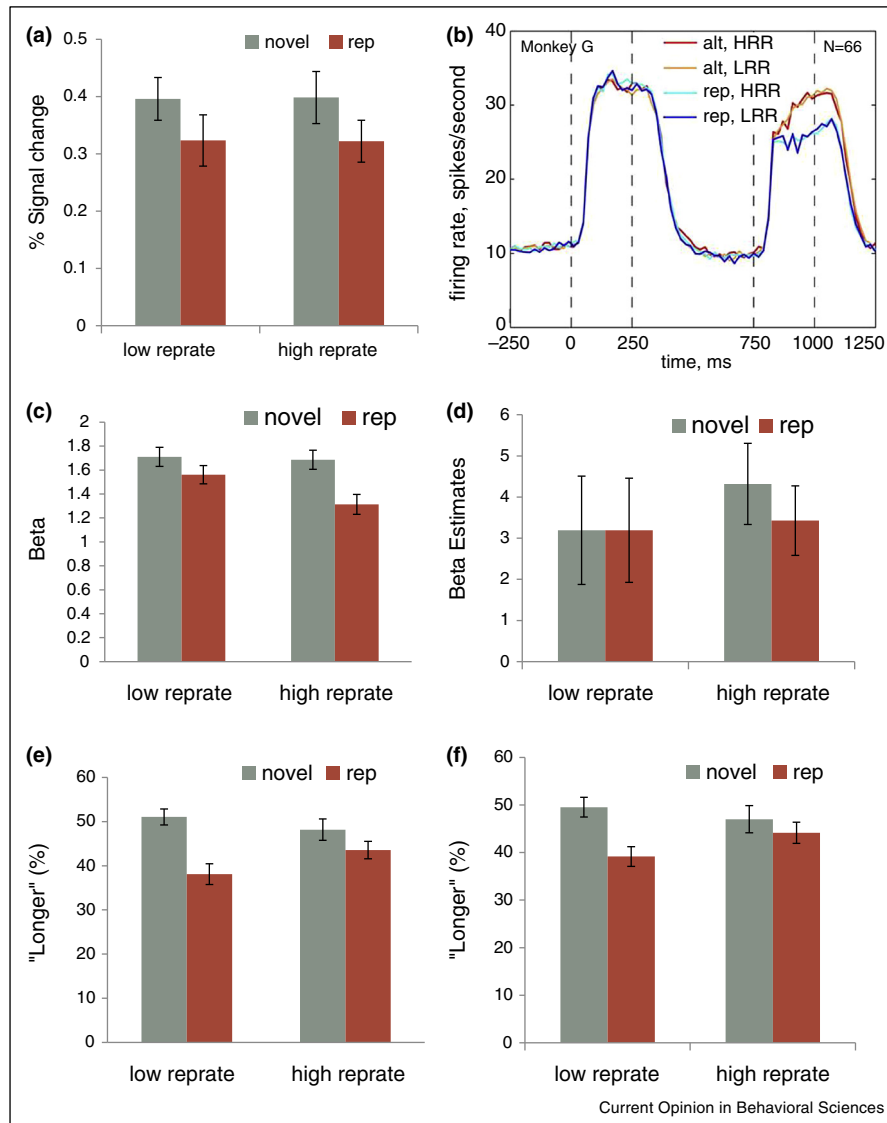 (a)
novel rep
0.5
0.4
0.3
0.2
0.1
0
% Signal change
low reprate high reprate
(b)
Monkey G
alt, HRR
alt, LRR
rep, HRR
rep, LRR
N=66
40
30
20
10
0
firing rate, spikes/second
–250 0 250 750 1000 1250
time, ms
(c)
novel rep
2
1.8
1.6
1.4
1.2
1
0.8
0.6
0.4
0.2
0
Beta
low reprate high reprate
(d)
novel rep
6
5
4
3
2
1
0
Beta Estimates
low reprate high reprate
(e)
novel rep
60
50
40
30
20
10
0
"Longer" (%)
low reprate high reprate
(f)
novel rep
60
50
40
30
20
10
0
"Longer" (%)
low reprate high reprate
Current Opinion in Behavioral Sciences